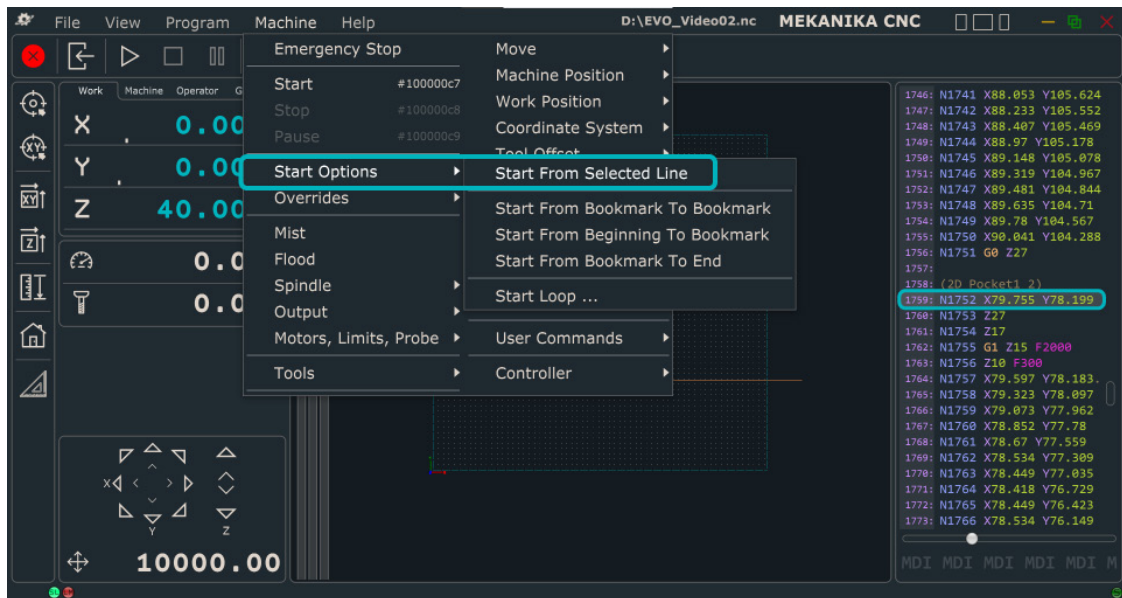 File View Program Machine Help D:\EVO_Video02.nc MEKANIKA CNC
Work Machine Operator G
X 0.00
Y 0.00
Z 40.00
0.0
0.0
X
Y
Z
10000.00
Emergency Stop
Start #100000c7
Stop #100000c8
Pause #100000c9
Start Options
Overrides
Mist
Flood
Spindle
Output
Motors, Limits, Probe
Tools
Move
Machine Position
Work Position
Coordinate System
Tool Offset
User Commands
Controller
Start From Selected Line
Start From Bookmark To Bookmark
Start From Beginning To Bookmark
Start From Bookmark To End
Start Loop ...
1746: N1741 X88.053 Y105.624
1747: N1742 X88.233 Y105.552
1748: N1743 X88.407 Y105.469
1749: N1744 X88.97 Y105.178
1750: N1745 X89.148 Y105.078
1751: N1746 X89.319 Y104.967
1752: N1747 X89.481 Y104.844
1753: N1748 X89.635 Y104.71
1754: N1749 X89.78 Y104.567
1755: N1750 X90.041 Y104.288
1756: N1751 G0 Z27
1757:
1758: (2D Pocket1 2)
1759: N1752 X79.755 Y78.199
1760: N1753 Z27
1761: N1754 Z17
1762: N1755 G1 Z15 F2000
1763: N1756 Z10 F300
1764: N1757 X79.597 Y78.183.
1765: N1758 X79.323 Y78.097
1766: N1759 X79.073 Y77.962
1767: N1760 X78.852 Y77.78
1768: N1761 X78.67 Y77.559
1769: N1762 X78.534 Y77.309
1770: N1763 X78.449 Y77.035
1771: N1764 X78.418 Y76.729
1772: N1765 X78.449 Y76.423
1773: N1766 X78.534 Y76.149
MDI MDI MDI MDI MDI M